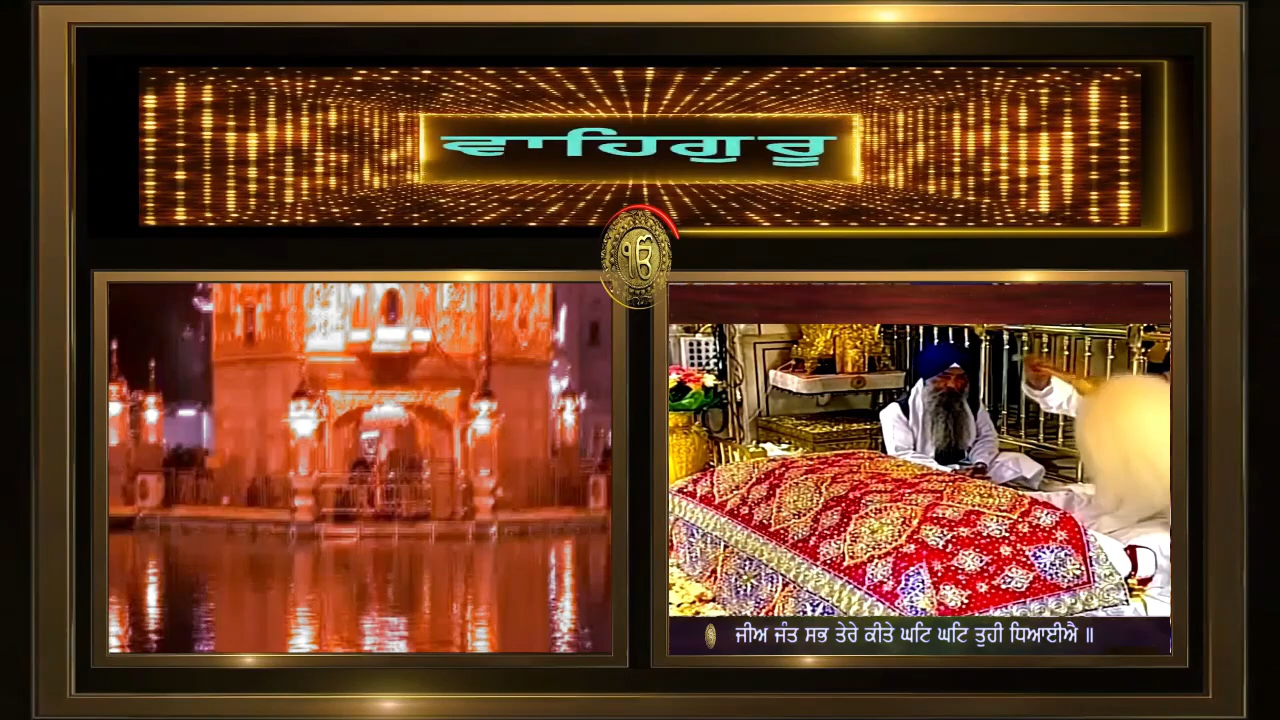 ਵਾਹਿਗੁਰੂ
ੴ
ਜੀਅ ਜੰਤ ਸਭ ਤੇਰੇ ਕੀਤੇ ਘਟਿ ਘਟਿ ਤੁਹੀ ਧਿਆਈਐ ॥